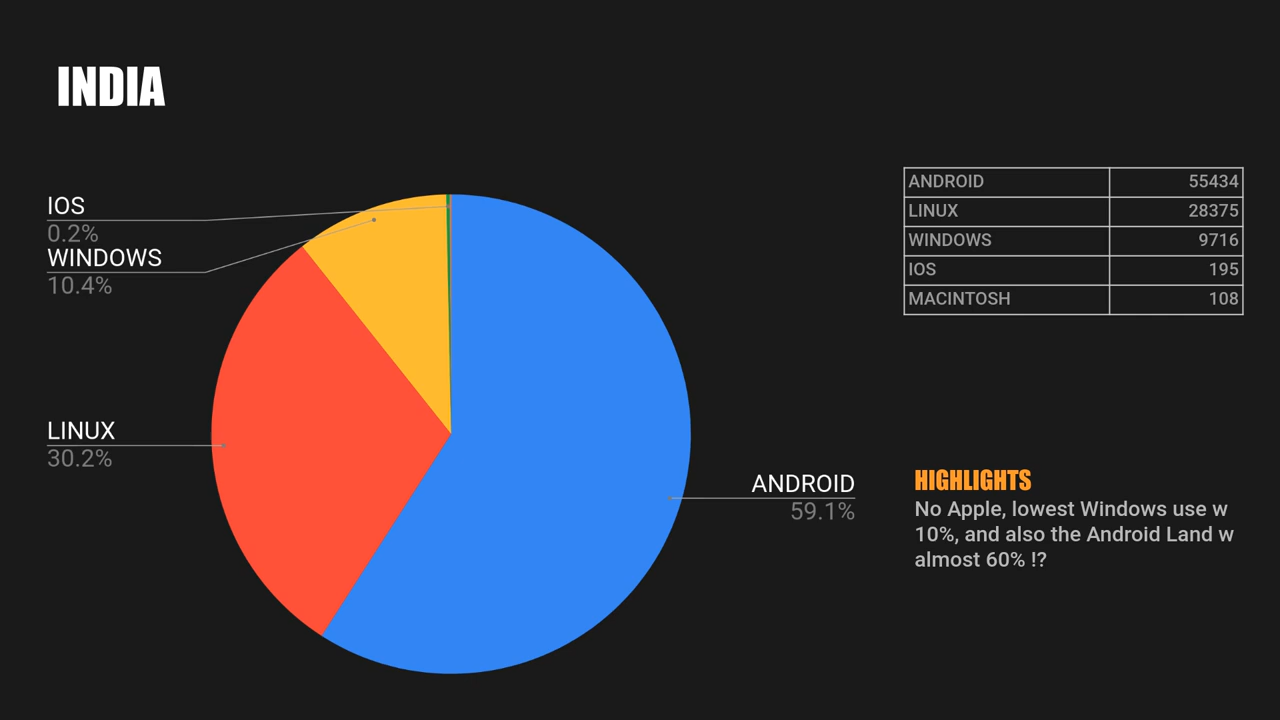 INDIA
IOS
0.2%
WINDOWS
10.4%
LINUX
30.2%
ANDROID
59.1%
ANDROID 55434
LINUX 28375
WINDOWS 9716
IOS 195
MACINTOSH 108
HIGHLIGHTS
No Apple, lowest Windows use w
10%, and also the Android Land w
almost 60% !?